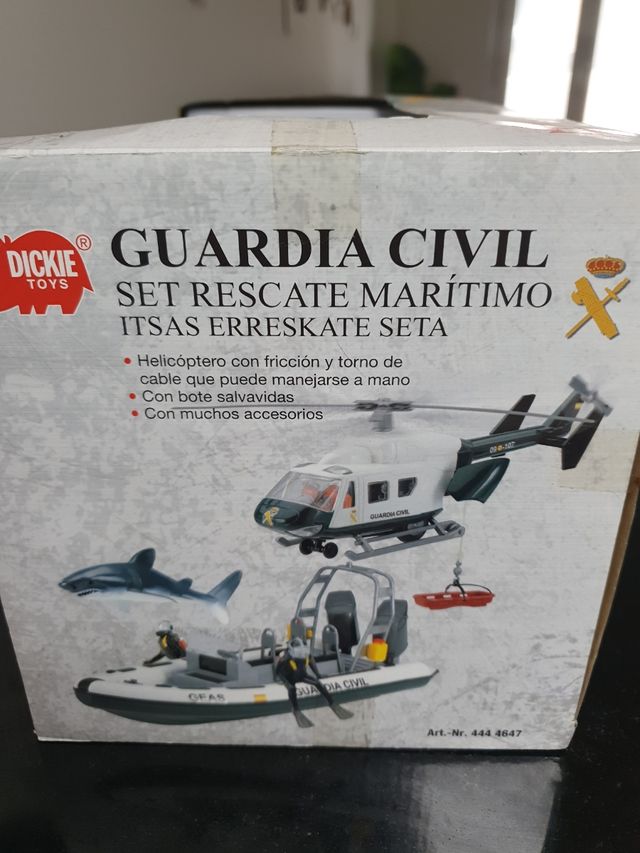 DICKIE®
TOYS
GUARDIA CIVIL
SET RESCATE MARÍTIMO
ITSAS ERRESKATE SETA
• Helicóptero con fricción y torno de
cable que puede manejarse a mano
• Con bote salvavidas
• Con muchos accesorios
GUARDIA CIVIL
GEAS
GUARDIA CIVIL
Art.-Nr. 444 4647